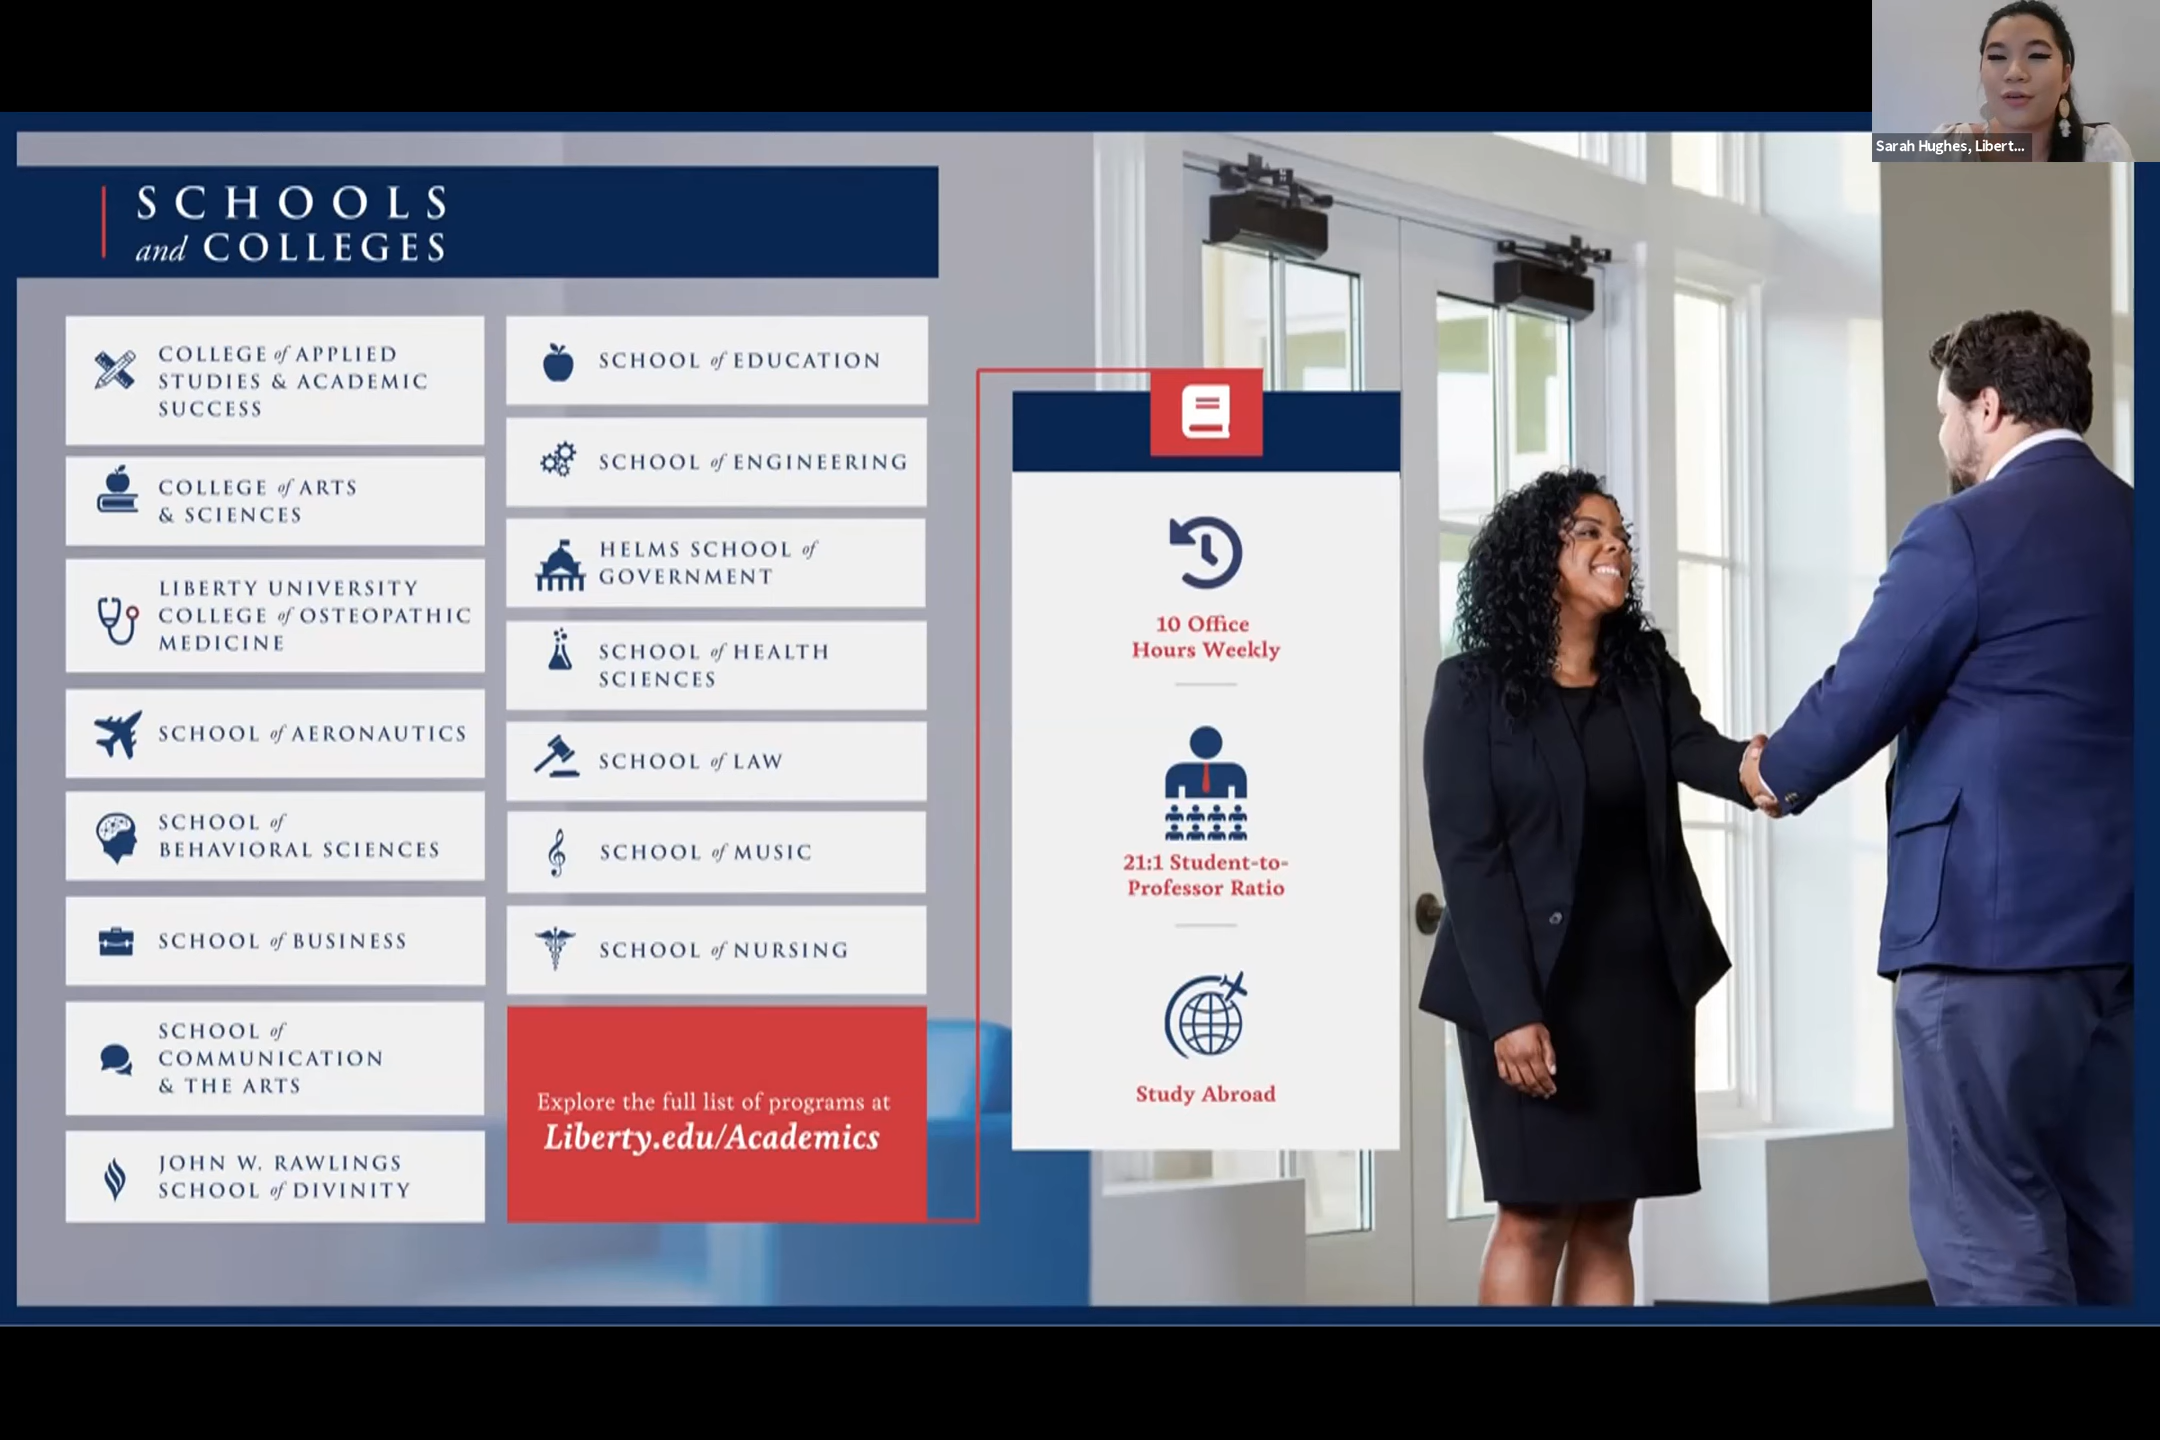 Sarah Hughes, Libert...
SCHOOLS
and COLLEGES
COLLEGE of APPLIED
STUDIES & ACADEMIC
SUCCESS
COLLEGE of ARTS
& SCIENCES
LIBERTY UNIVERSITY
COLLEGE of OSTEOPATHIC
MEDICINE
SCHOOL of AERONAUTICS
SCHOOL of
BEHAVIORAL SCIENCES
SCHOOL of BUSINESS
SCHOOL of
COMMUNICATION
& THE ARTS
JOHN W. RAWLINGS
SCHOOL of DIVINITY
SCHOOL of EDUCATION
SCHOOL of ENGINEERING
HELMS SCHOOL of
GOVERNMENT
SCHOOL of HEALTH
SCIENCES
SCHOOL of LAW
SCHOOL of MUSIC
SCHOOL of NURSING
Explore the full list of programs at
Liberty.edu/Academics
10 Office
Hours Weekly
21:1 Student-to-
Professor Ratio
Study Abroad